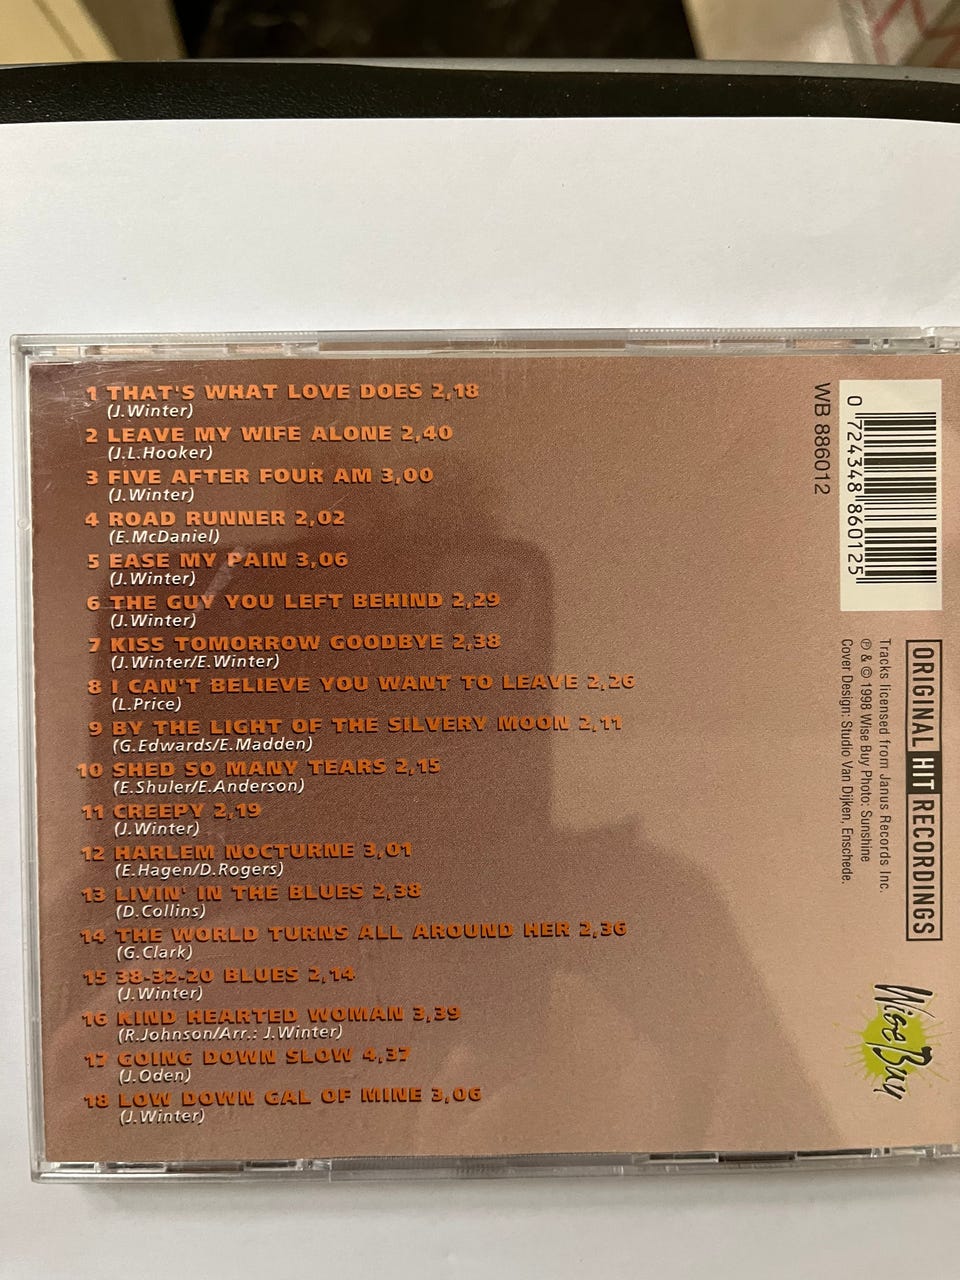 1 THAT'S WHAT LOVE DOES 2,18
(J.Winter)
2 LEAVE MY WIFE ALONE 2,40
(J.L.Hooker)
3 FIVE AFTER FOUR AM 3,00
(J.Winter)
4 ROAD RUNNER 2,02
(E.McDaniel)
5 EASE MY PAIN 3,06
(J.Winter)
6 THE GUY YOU LEFT BEHIND 2,29
(J.Winter)
7 KISS TOMORROW GOODBYE 2,38
(J.Winter/E.Winter)
8 I CAN'T BELIEVE YOU WANT TO LEAVE 2,26
(L.Price)
9 BY THE LIGHT OF THE SILVERY MOON 2,11
(G.Edwards/E.Madden)
10 SHED SO MANY TEARS 2,15
(E.Shuler/E.Anderson)
11 CREEPY 2,19
(J.Winter)
12 HARLEM NOCTURNE 3,01
(E.Hagen/D.Rogers)
13 LIVIN' IN THE BLUES 2,38
(D.Collins)
14 THE WORLD TURNS ALL AROUND HER 2,36
(G.Clark)
15 38-32-20 BLUES 2,14
(J.Winter)
16 KIND HEARTED WOMAN 3,39
(R.Johnson/Arr.: J.Winter)
17 GOING DOWN SLOW 4,37
(J.Oden)
18 LOW DOWN GAL OF MINE 3,06
(J.Winter)
WB 886012
0 724348 860125
ORIGINAL HIT RECORDINGS
Tracks licensed from Janus Records Inc.
℗ & © 1998 Wise Buy Photo: Sunshine
Cover Design: Studio Van Dijken, Enschede.
Wise Buy